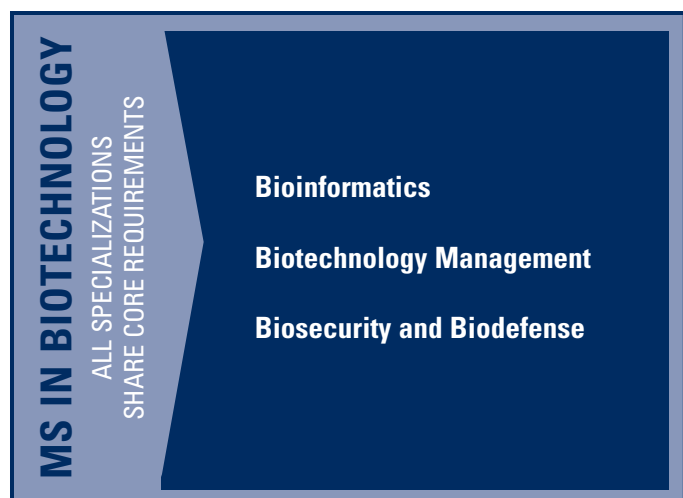 MS IN BIOTECHNOLOGY
ALL SPECIALIZATIONS
SHARE CORE REQUIREMENTS
Bioinformatics
Biotechnology Management
Biosecurity and Biodefense